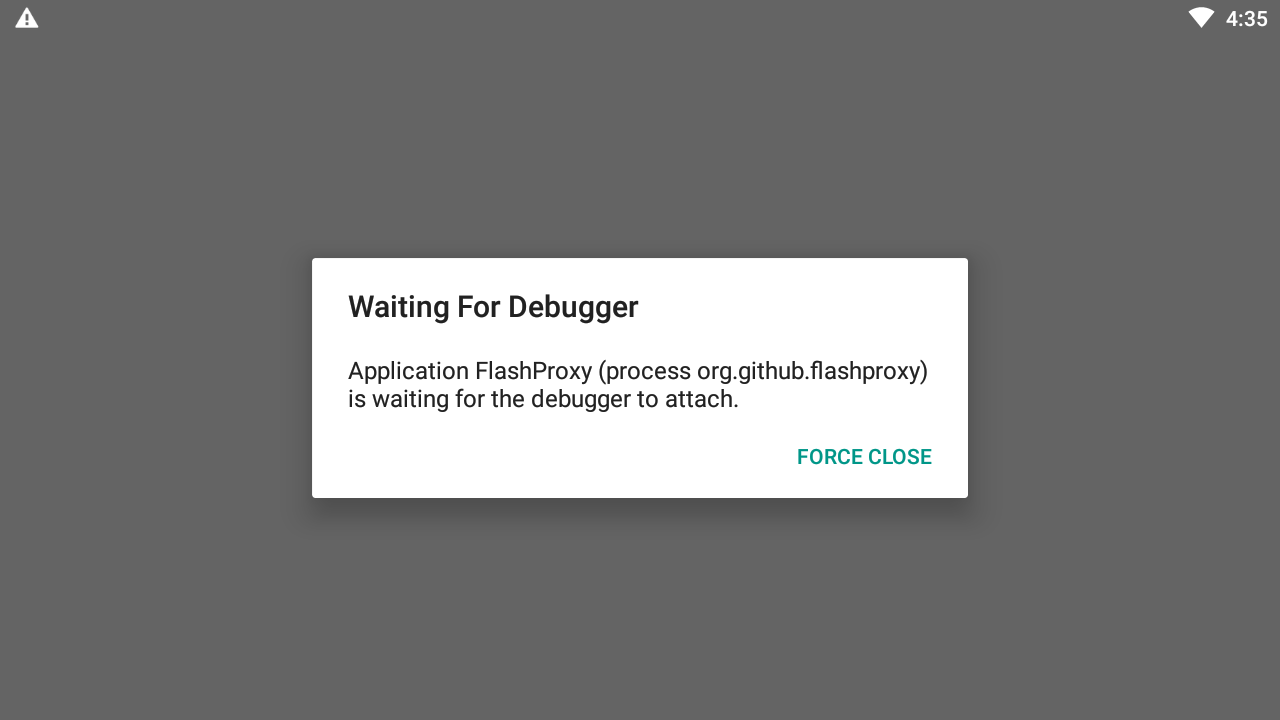 4:35
Waiting For Debugger
Application FlashProxy (process org.github.flashproxy)
is waiting for the debugger to attach.
FORCE CLOSE